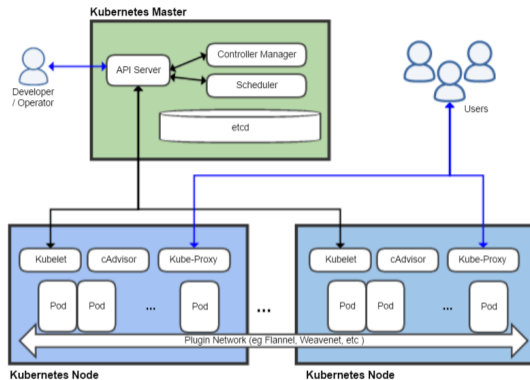 Kubernetes Master
API Server
Controller Manager
Scheduler
etcd
Developer
/ Operator
Users
Kubelet
cAdvisor
Kube-Proxy
Pod
Pod
...
Pod
...
Kubelet
cAdvisor
Kube-Proxy
Pod
Pod
...
Pod
Plugin Network (eg Flannel, Weavenet, etc )
Kubernetes Node
Kubernetes Node